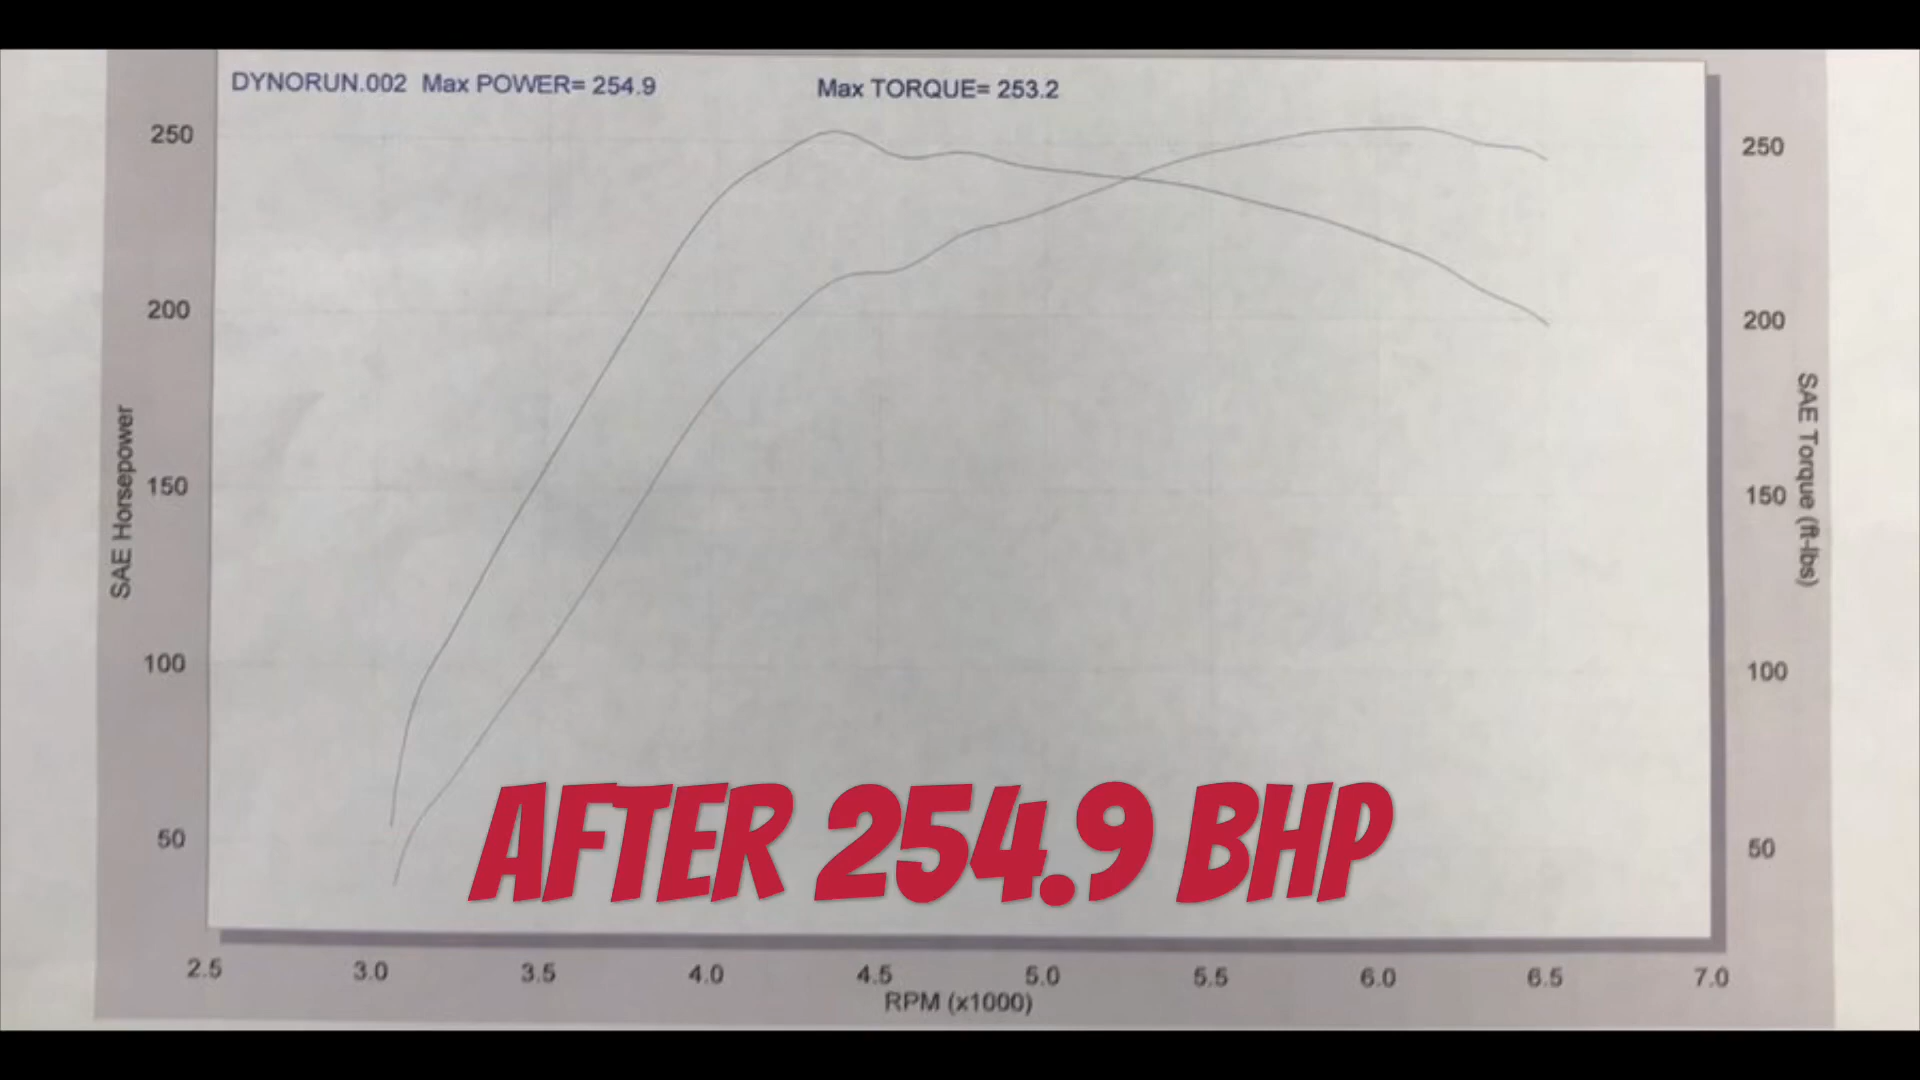 DYNORUN.002 Max POWER= 254.9 Max TORQUE= 253.2
250
200
150
100
50
SAE Horsepower
250
200
150
100
50
SAE Torque (ft-lbs)
AFTER 254.9 BHP
2.5 3.0 3.5 4.0 4.5 5.0 5.5 6.0 6.5 7.0
RPM (x1000)